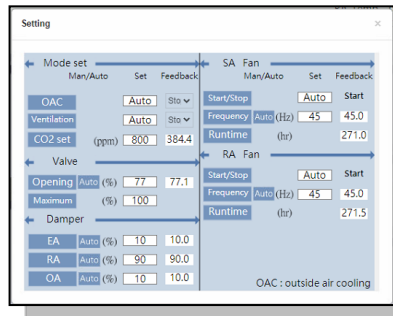 Setting ×
Mode set
Man/Auto Set Feedback
OAC Auto Sto
Ventilation Auto Sto
CO2 set (ppm) 800 384.4
Valve
Opening Auto (%) 77 77.1
Maximum (%) 100
Damper
EA Auto (%) 10 10.0
RA Auto (%) 90 90.0
OA Auto (%) 10 10.0
SA Fan
Man/Auto Set Feedback
Start/Stop Auto Start
Frequency Auto (Hz) 45 45.0
Runtime (hr) 271.0
RA Fan
Start/Stop Auto Start
Frequency Auto (Hz) 45 45.0
Runtime (hr) 271.5
OAC : outside air cooling